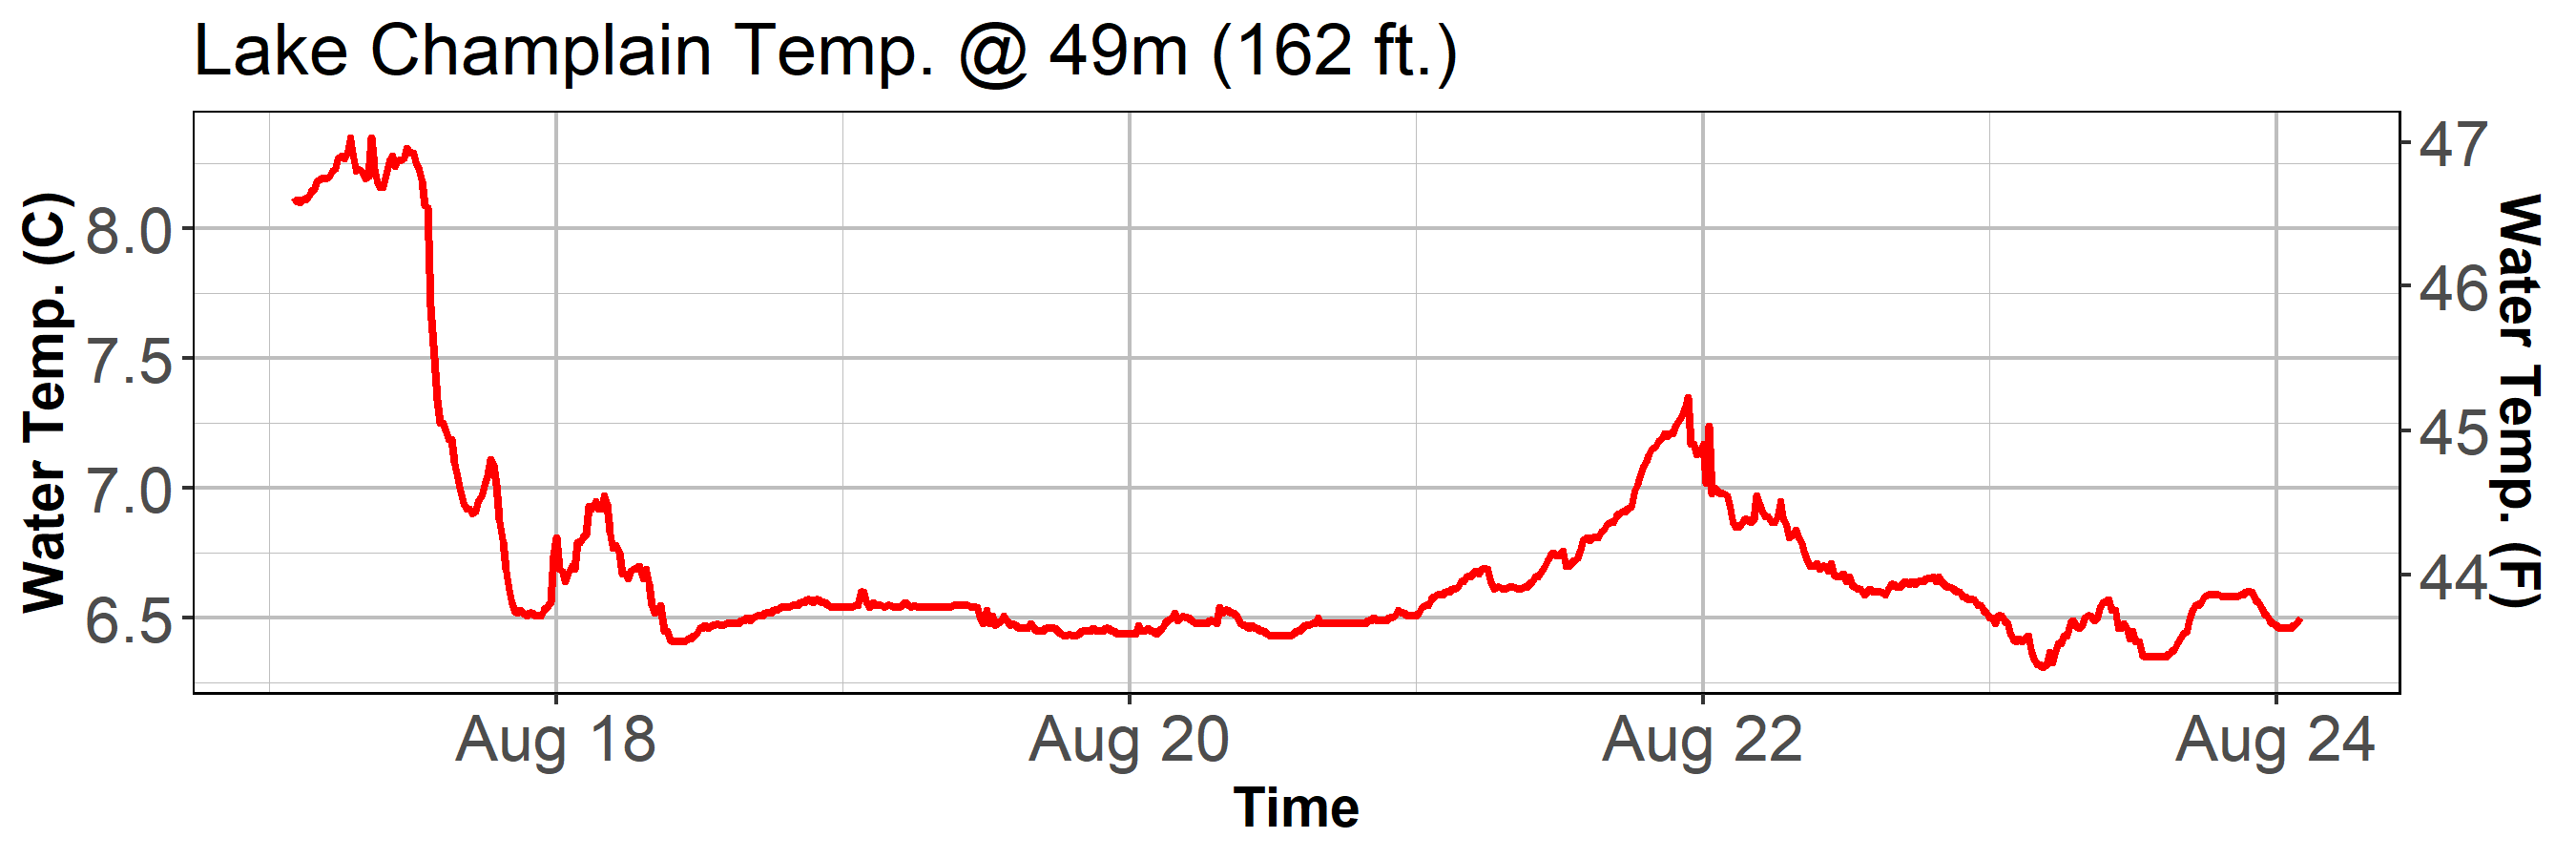 Lake Champlain Temp. @ 49m (162 ft.)
Water Temp. (C)
8.0
7.5
7.0
6.5
47
46
45
44
Water Temp. (F)
Aug 18
Aug 20
Aug 22
Aug 24
Time